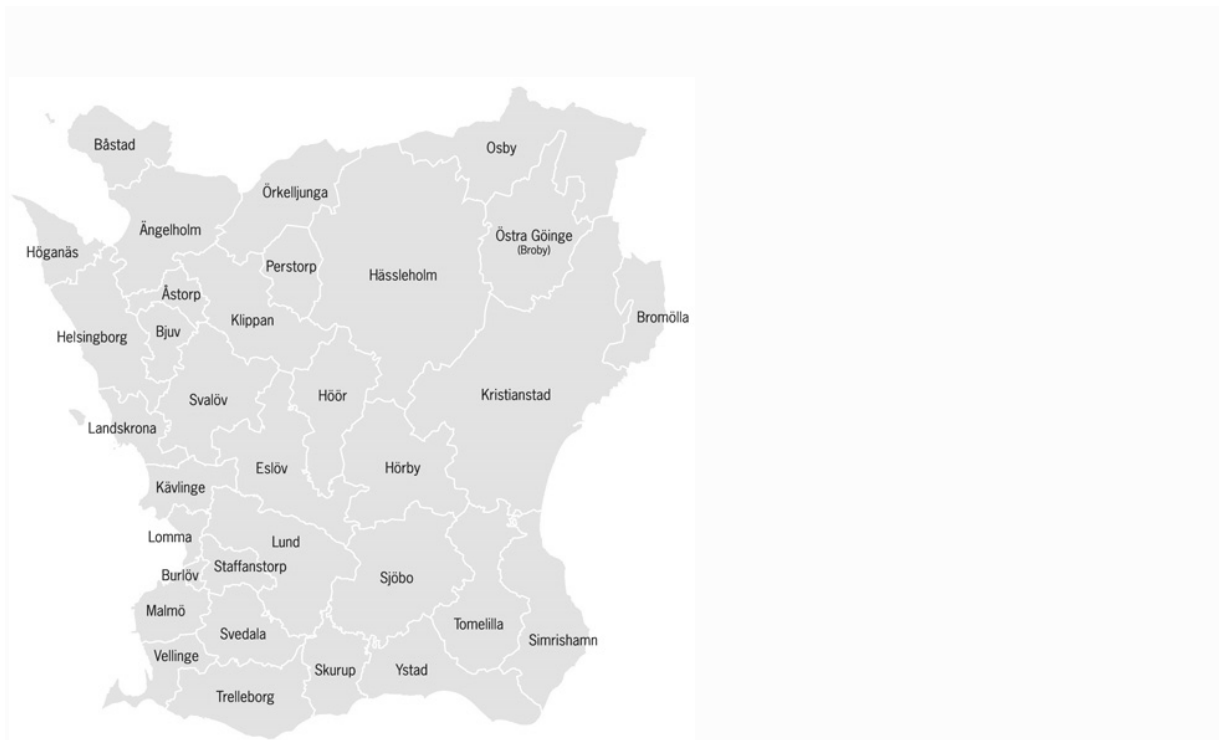 Båstad
Osby
Örkelljunga
Ängelholm
Östra Göinge
(Broby)
Höganäs
Perstorp
Hässleholm
Åstorp
Klippan
Bromölla
Helsingborg
Bjuv
Svalöv
Höör
Kristianstad
Landskrona
Eslöv
Hörby
Kävlinge
Lomma
Lund
Staffanstorp
Burlöv
Sjöbo
Malmö
Tomelilla
Svedala
Simrishamn
Vellinge
Skurup
Ystad
Trelleborg